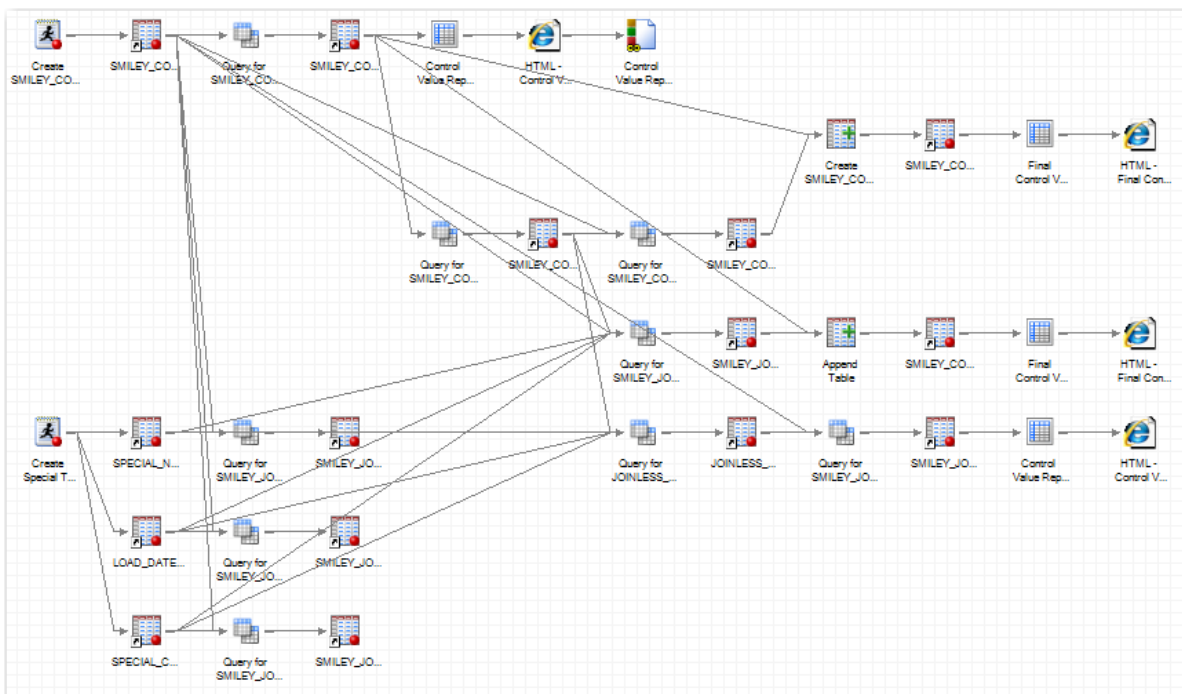 Create
SMILEY_CO...
SMILEY_CO...
Query for
SMILEY_CO...
SMILEY_CO...
Control
Value Rep...
HTML -
Control V...
Control
Value Rep...
Create
SMILEY_CO...
SMILEY_CO...
Final
Control V...
HTML -
Final Con...
Query for
SMILEY_CO...
SMILEY_CO...
Query for
SMILEY_CO...
SMILEY_CO...
Query for
SMILEY_JO...
SMILEY_JO...
Append
Table
SMILEY_CO...
Final
Control V...
HTML -
Final Con...
Create
Special T...
SPECIAL_N...
Query for
SMILEY_JO...
SMILEY_JO...
Query for
JOINLESS_...
JOINLESS_...
Query for
SMILEY_JO...
SMILEY_JO...
Control
Value Rep...
HTML -
Control V...
LOAD_DATE...
Query for
SMILEY_JO...
SMILEY_JO...
SPECIAL_C...
Query for
SMILEY_JO...
SMILEY_JO...